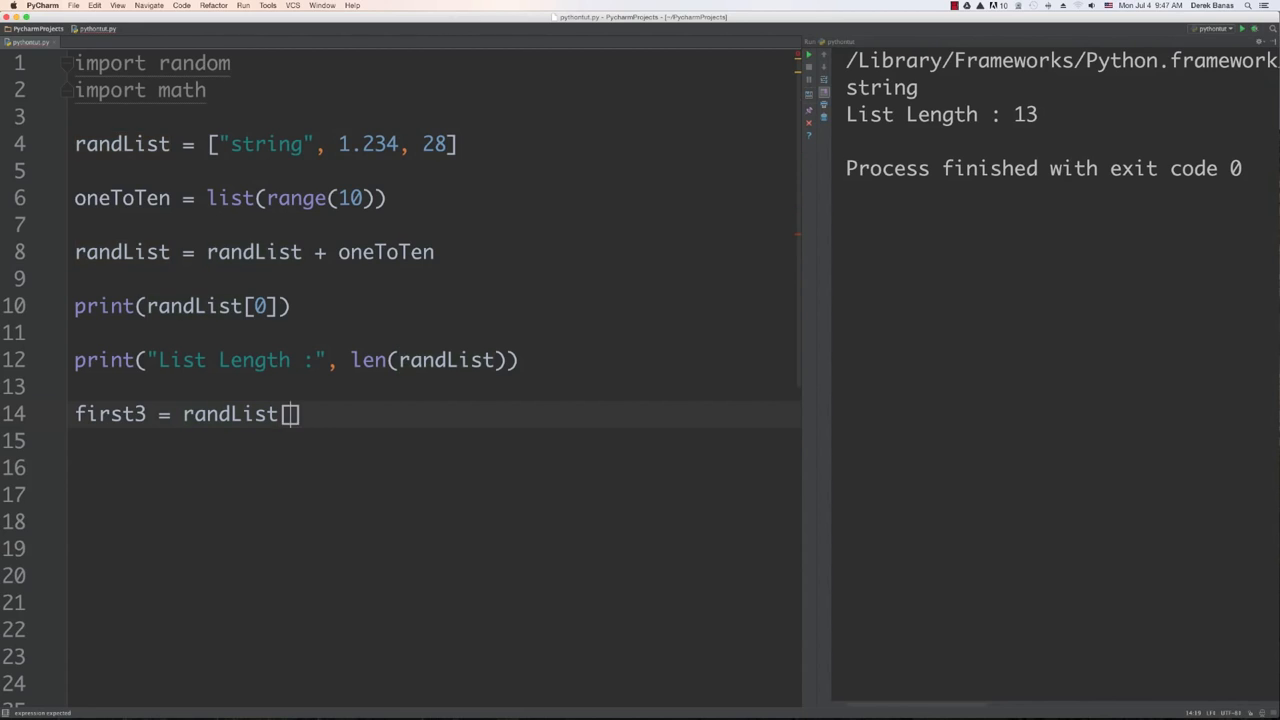 PyCharm File Edit View Navigate Code Refactor Run Tools VCS Window Help
10 Mon Jul 4 9:47 AM Derek Banas
pythontut.py - PycharmProjects - [~/PycharmProjects]
PycharmProjects pythontut.py
pythontut
pythontut.py
Run pythontut
1 import random
2 import math
3
4 randList = ["string", 1.234, 28]
5
6 oneToTen = list(range(10))
7
8 randList = randList + oneToTen
9
10 print(randList[0])
11
12 print("List Length :", len(randList))
13
14 first3 = randList[]
15
16
17
18
19
20
21
22
23
24
25
/Library/Frameworks/Python.framework
string
List Length : 13
Process finished with exit code 0
expression expected
14:19 LF‡ UTF-8‡